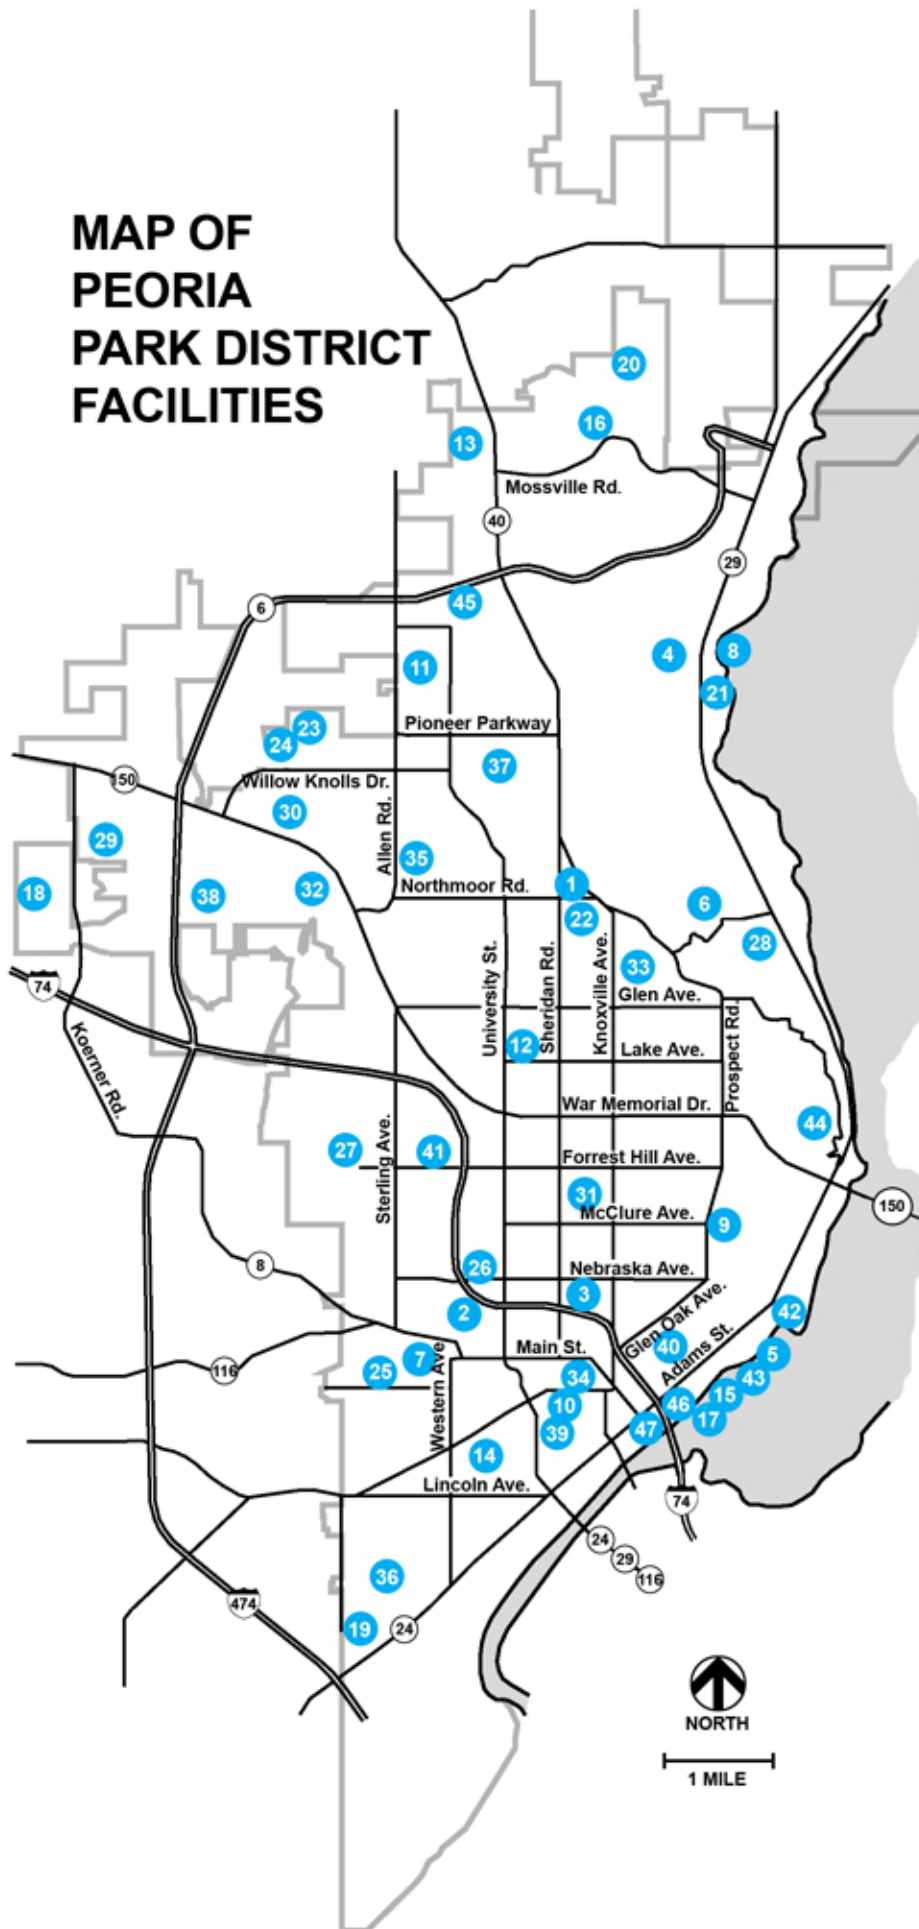 MAP OF
PEORIA
PARK DISTRICT
FACILITIES
20
16
13
Mossville Rd.
40
29
6
45
4
8
11
21
23
Pioneer Parkway
24
37
50
Willow Knolls Dr.
30
Allen Rd.
29
35
18
38
32
Northmoor Rd.
1
6
22
28
74
33
University St.
Sheridan Rd.
Knoxville Ave.
Glen Ave.
Prospect Rd.
12
Lake Ave.
Koerner Rd.
War Memorial Dr.
44
27
41
Sterling Ave.
Forrest Hill Ave.
31
McClure Ave.
9
150
8
26
Nebraska Ave.
3
2
42
Glen Oak Ave.
Main St.
40
Adams St.
5
116
7
25
Western Ave
34
43
15
10
46
17
39
47
14
Lincoln Ave.
74
24
29
116
36
474
19
24
NORTH
1 MILE